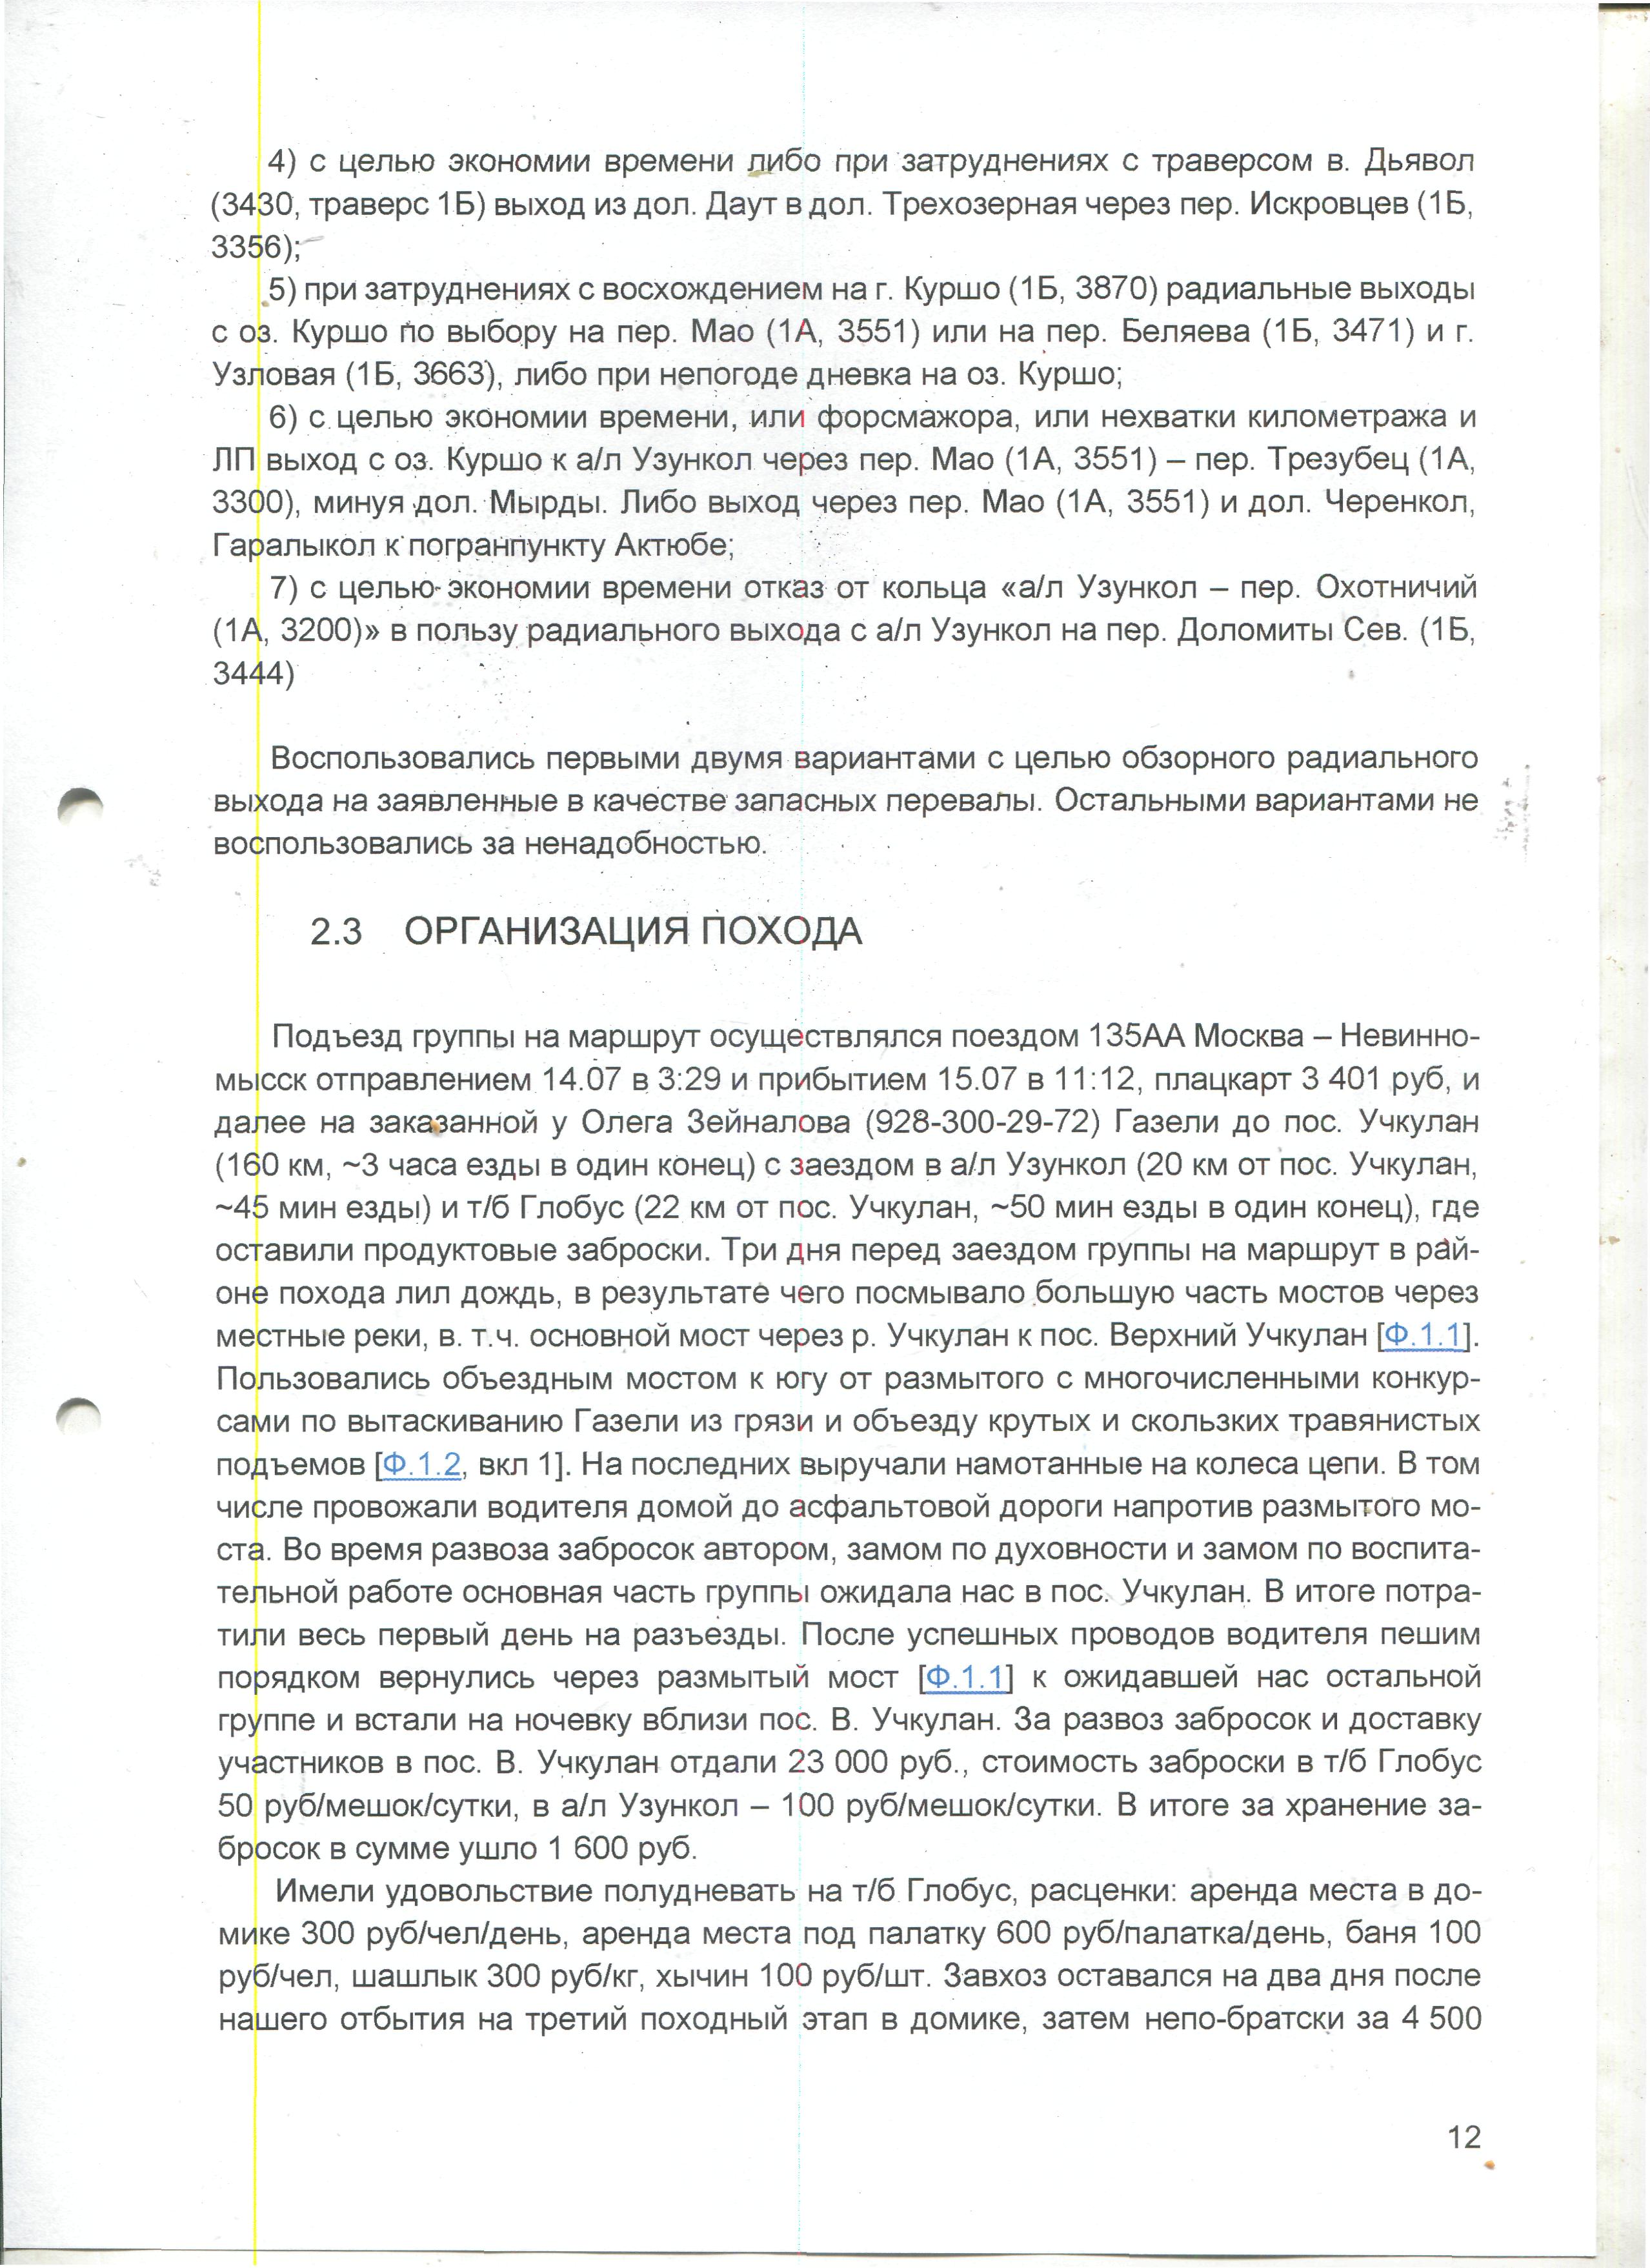 4) с целью экономии времени либо при затруднениях с траверсом в. Дьявол
(3430, траверс 1Б) выход из дол. Даут в дол. Трехозерная через пер. Искровцев (1Б,
3356);
5) при затруднениях с восхождением на г. Куршо (1Б, 3870) радиальные выходы
с оз. Куршо по выбору на пер. Мао (1А, 3551) или на пер. Беляева (1Б, 3471) и г.
Узловая (1Б, 3663), либо при непогоде дневка на оз. Куршо;
6) с целью экономии времени, или форсмажора, или нехватки километража и
ЛП выход с оз. Куршо к а/л Узункол через пер. Мао (1А, 3551) – пер. Трезубец (1А,
3300), минуя дол. Мырды. Либо выход через пер. Мао (1А, 3551) и дол. Черенкол,
Гаралыкол к погранпункту Актюбе;
7) с целью экономии времени отказ от кольца «а/л Узункол – пер. Охотничий
(1А, 3200)» в пользу радиального выхода с а/л Узункол на пер. Доломиты Сев. (1Б,
3444)
Воспользовались первыми двумя вариантами с целью обзорного радиального
выхода на заявленные в качестве запасных перевалы. Остальными вариантами не
воспользовались за ненадобностью.
2.3 ОРГАНИЗАЦИЯ ПОХОДА
Подъезд группы на маршрут осуществлялся поездом 135АА Москва – Невинно-
мысск отправлением 14.07 в 3:29 и прибытием 15.07 в 11:12, плацкарт 3 401 руб, и
далее на заказанной у Олега Зейналова (928-300-29-72) Газели до пос. Учкулан
(160 км, ~3 часа езды в один конец) с заездом в а/л Узункол (20 км от пос. Учкулан,
~45 мин езды) и т/б Глобус (22 км от пос. Учкулан, ~50 мин езды в один конец), где
оставили продуктовые заброски. Три дня перед заездом группы на маршрут в рай-
оне похода лил дождь, в результате чего посмывало большую часть мостов через
местные реки, в. т.ч. основной мост через р. Учкулан к пос. Верхний Учкулан [Ф.1.1].
Пользовались объездным мостом к югу от размытого с многочисленными конкур-
сами по вытаскиванию Газели из грязи и объезду крутых и скользких травянистых
подъемов [Ф.1.2, вкл 1]. На последних выручали намотанные на колеса цепи. В том
числе провожали водителя домой до асфальтовой дороги напротив размытого мо-
ста. Во время развоза забросок автором, замом по духовности и замом по воспита-
тельной работе основная часть группы ожидала нас в пос. Учкулан. В итоге потра-
тили весь первый день на разъезды. После успешных проводов водителя пешим
порядком вернулись через размытый мост [Ф.1.1] к ожидавшей нас остальной
группе и встали на ночевку вблизи пос. В. Учкулан. За развоз забросок и доставку
участников в пос. В. Учкулан отдали 23 000 руб., стоимость заброски в т/б Глобус
50 руб/мешок/сутки, в а/л Узункол – 100 руб/мешок/сутки. В итоге за хранение за-
бросок в сумме ушло 1 600 руб.
Имели удовольствие полудневать на т/б Глобус, расценки: аренда места в до-
мике 300 руб/чел/день, аренда места под палатку 600 руб/палатка/день, баня 100
руб/чел, шашлык 300 руб/кг, хычин 100 руб/шт. Завхоз оставался на два дня после
нашего отбытия на третий походный этап в домике, затем непо-братски за 4 500
12